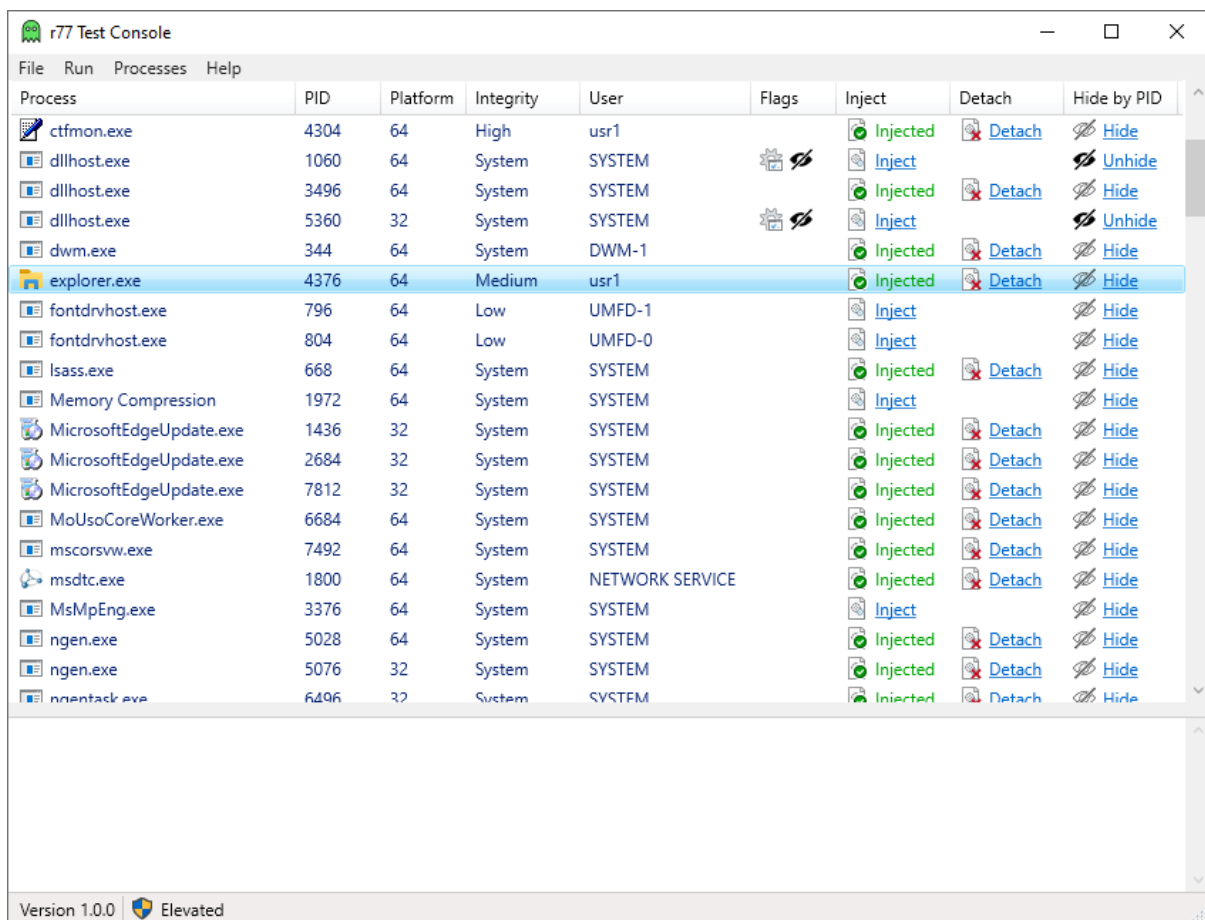 r77 Test Console
File Run Processes Help
Process PID Platform Integrity User Flags Inject Detach Hide by PID
ctfmon.exe 4304 64 High usr1 Injected Detach Hide
dllhost.exe 1060 64 System SYSTEM Inject Unhide
dllhost.exe 3496 64 System SYSTEM Injected Detach Hide
dllhost.exe 5360 32 System SYSTEM Inject Unhide
dwm.exe 344 64 System DWM-1 Injected Detach Hide
explorer.exe 4376 64 Medium usr1 Injected Detach Hide
fontdrvhost.exe 796 64 Low UMFD-1 Inject Hide
fontdrvhost.exe 804 64 Low UMFD-0 Inject Hide
lsass.exe 668 64 System SYSTEM Injected Detach Hide
Memory Compression 1972 64 System SYSTEM Inject Hide
MicrosoftEdgeUpdate.exe 1436 32 System SYSTEM Injected Detach Hide
MicrosoftEdgeUpdate.exe 2684 32 System SYSTEM Injected Detach Hide
MicrosoftEdgeUpdate.exe 7812 32 System SYSTEM Injected Detach Hide
MoUsoCoreWorker.exe 6684 64 System SYSTEM Injected Detach Hide
mscorsvw.exe 7492 64 System SYSTEM Injected Detach Hide
msdtc.exe 1800 64 System NETWORK SERVICE Injected Detach Hide
MsMpEng.exe 3376 64 System SYSTEM Inject Hide
ngen.exe 5028 64 System SYSTEM Injected Detach Hide
ngen.exe 5076 32 System SYSTEM Injected Detach Hide
ngentask.exe 6496 32 System SYSTEM Injected Detach Hide
Version 1.0.0 Elevated